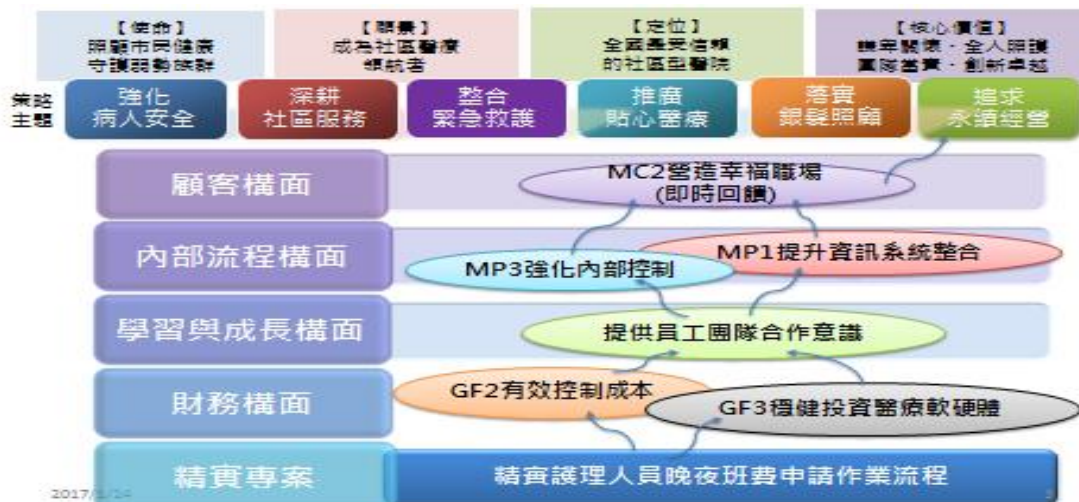 【使命】
照顧市民健康
守護弱勢族群
【願景】
成為社區醫療
領航者
【定位】
全國最受信賴
的社區型醫院
【核心價值】
關懷・全人照護
團隊當責・創新卓越
策略
主題
強化
病人安全
深耕
社區服務
整合
緊急救護
推廣
貼心醫療
落實
銀髮照顧
追求
永續經營
顧客構面
MC2營造幸福職場
(即時回饋)
內部流程構面
MP1提升資訊系統整合
MP3強化內部控制
學習與成長構面
提供員工團隊合作意識
財務構面
GF2有效控制成本
GF3穩健投資醫療軟硬體
精實專案
精實護理人員晚夜班費申請作業流程